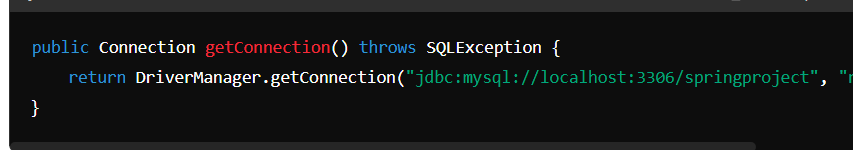 public Connection getConnection() throws SQLException {
    return DriverManager.getConnection("jdbc:mysql://localhost:3306/springproject", "
}